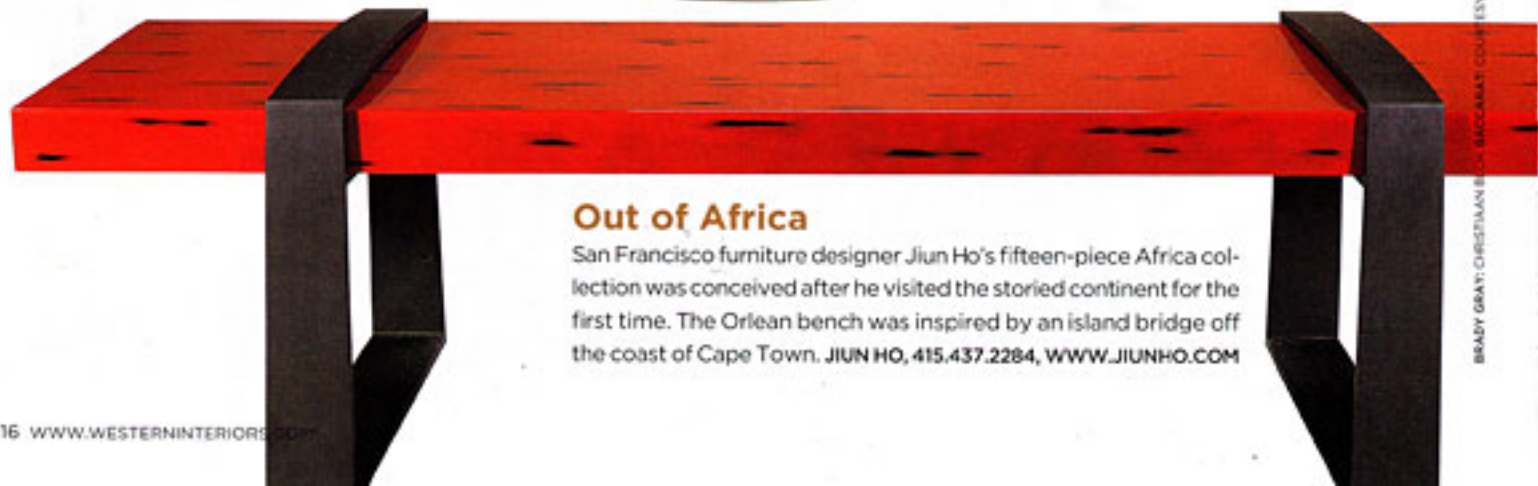 Out of Africa
San Francisco furniture designer Jiun Ho's fifteen-piece Africa col-
lection was conceived after he visited the storied continent for the
first time. The Orlean bench was inspired by an island bridge off
the coast of Cape Town. JIUN HO, 415.437.2284, WWW.JIUNHO.COM
16 WWW.WESTERNINTERIORS
BRADY GRAY; CHRISTIAAN BACCARAT: COURTESY